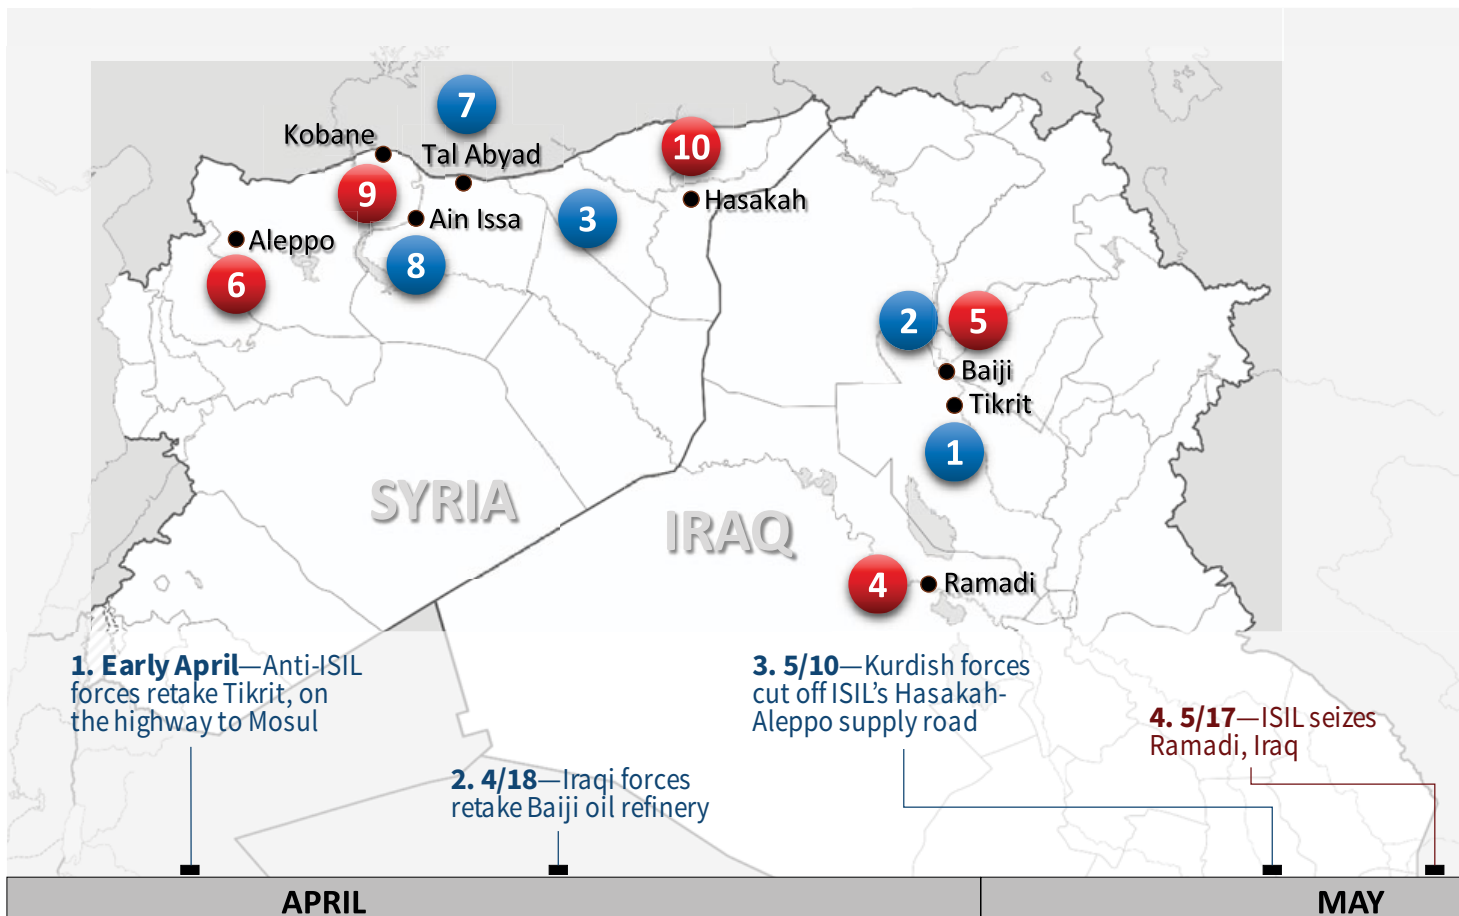 7
Kobane
Tal Abyad
10
9
Hasakah
3
Ain Issa
Aleppo
8
6
2
5
Baiji
Tikrit
1
SYRIA
IRAQ
4
Ramadi
1. Early April—Anti-ISIL
forces retake Tikrit, on
the highway to Mosul
2. 4/18—Iraqi forces
retake Baiji oil refinery
3. 5/10—Kurdish forces
cut off ISIL’s Hasakah-
Aleppo supply road
4. 5/17—ISIL seizes
Ramadi, Iraq
APRIL
MAY